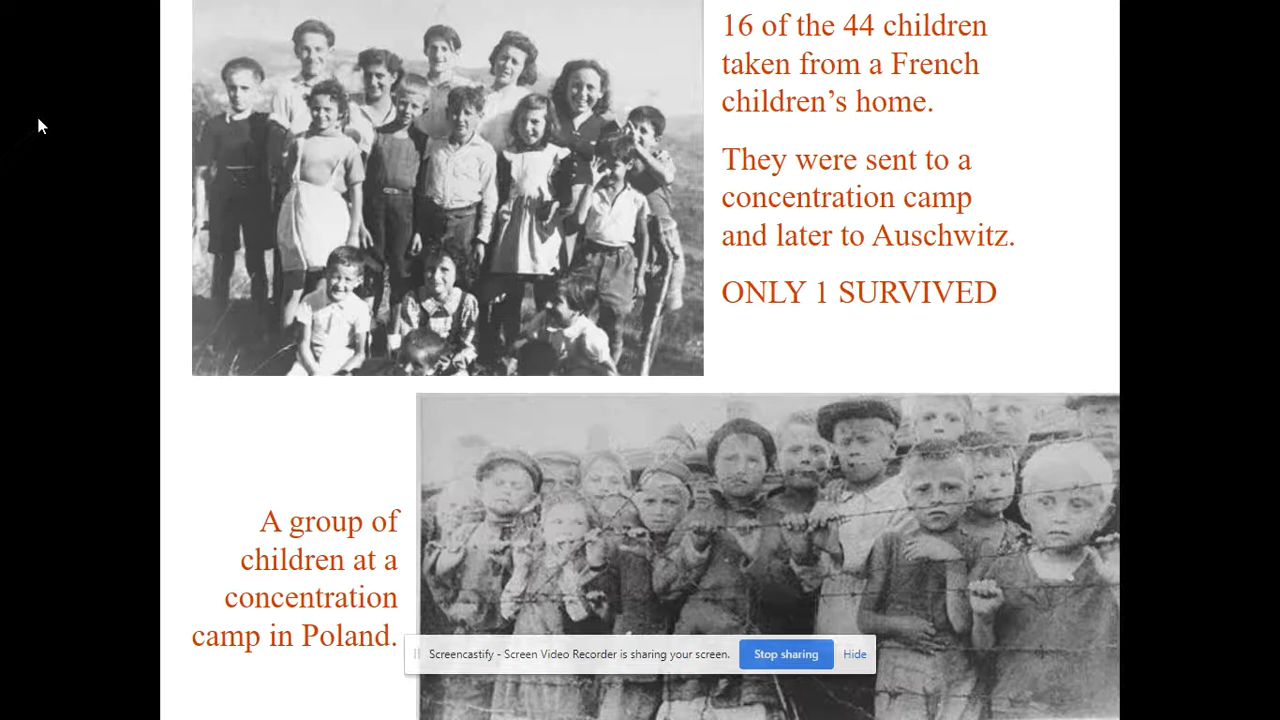 16 of the 44 children
taken from a French
children’s home.
They were sent to a
concentration camp
and later to Auschwitz.
ONLY 1 SURVIVED
A group of
children at a
concentration
camp in Poland.
Screencastify - Screen Video Recorder is sharing your screen.
Stop sharing
Hide